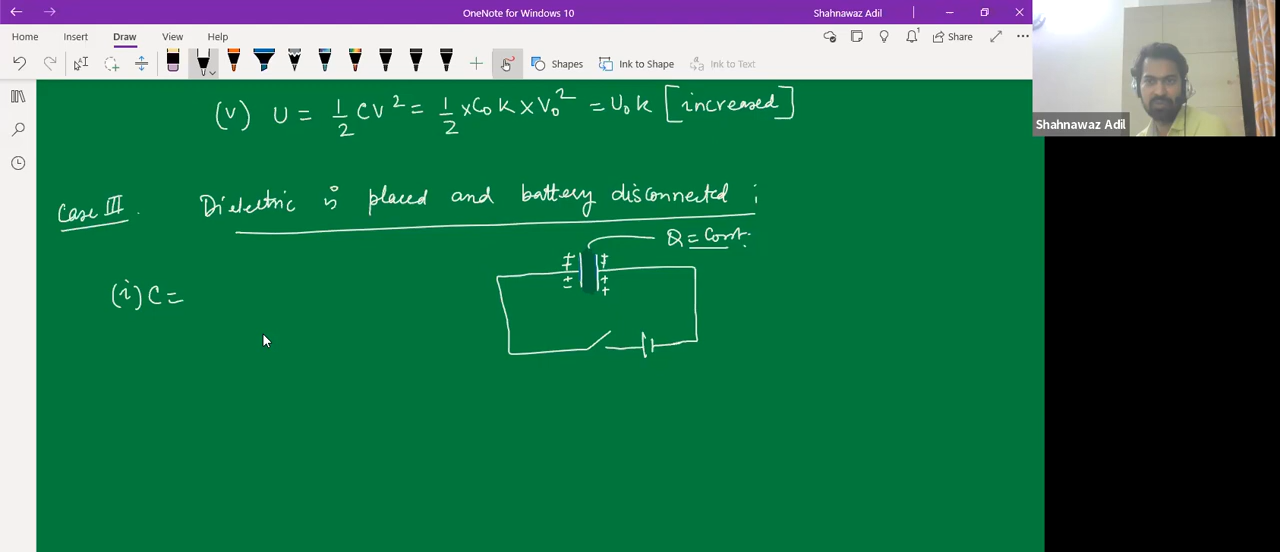 OneNote for Windows 10
Shahnawaz Adil
Home Insert Draw View Help
Share
Shapes Ink to Shape Ink to Text
Shahnawaz Adil
(v) U = 1/2 CV² = 1/2 × C₀ k × V₀² = U₀ k [increased]
Case III. Dielectric is placed and battery disconnected ;
Q = Const.
(i) C =